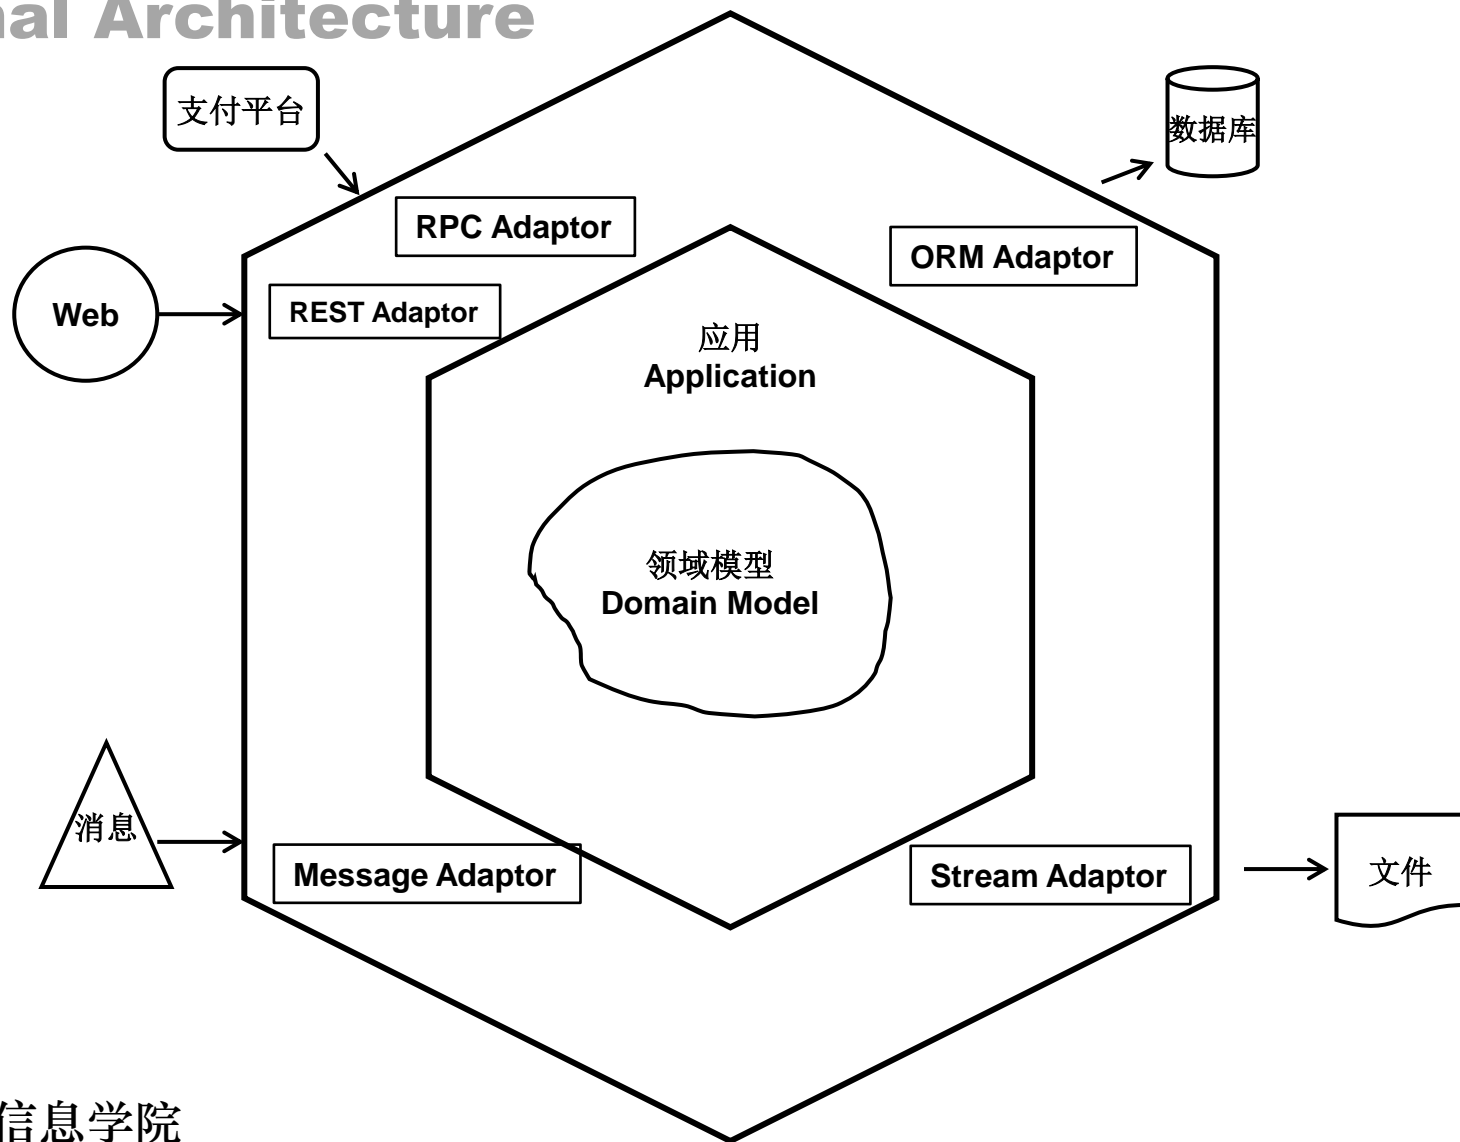 nal Architecture
支付平台
数据库
RPC Adaptor
ORM Adaptor
Web
REST Adaptor
应用
Application
领域模型
Domain Model
消息
Message Adaptor
Stream Adaptor
文件
信息学院